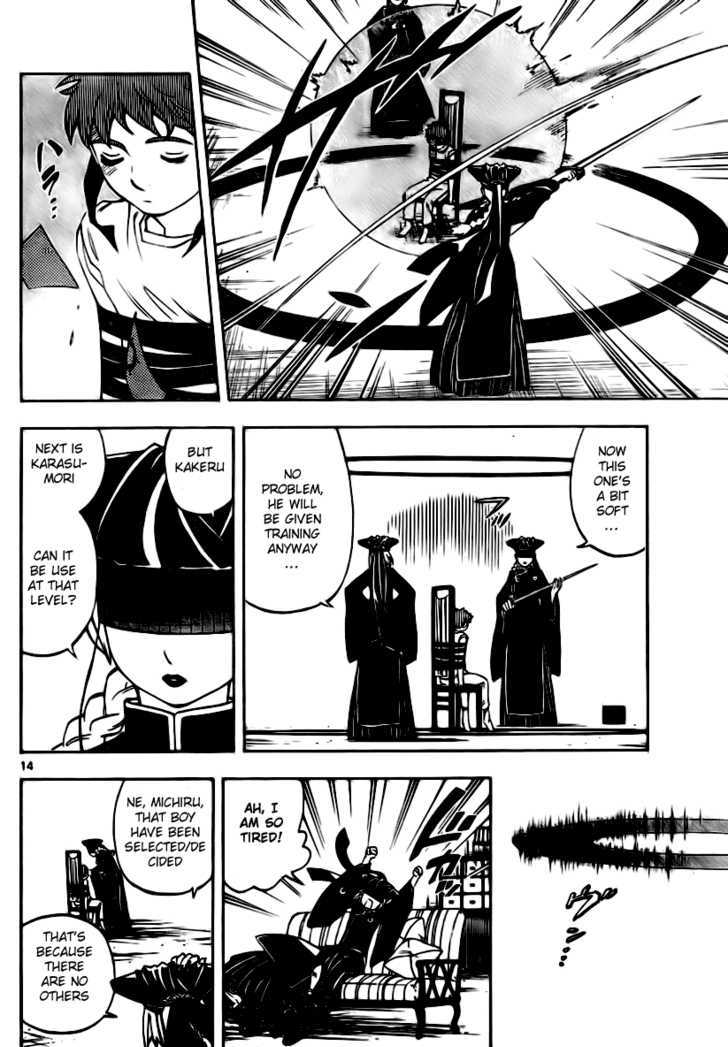 NOW
THIS
ONE'S
A BIT
SOFT
...
NO
PROBLEM,
HE WILL
BE GIVEN
TRAINING
ANYWAY
...
BUT
KAKERU
NEXT IS
KARASU-
MORI
CAN IT
BE USE
AT THAT
LEVEL?
14
AH, I
AM SO
TIRED!
NE, MICHIRU,
THAT BOY
HAVE BEEN
SELECTED/DE
CIDED
THAT'S
BECAUSE
THERE
ARE NO
OTHERS